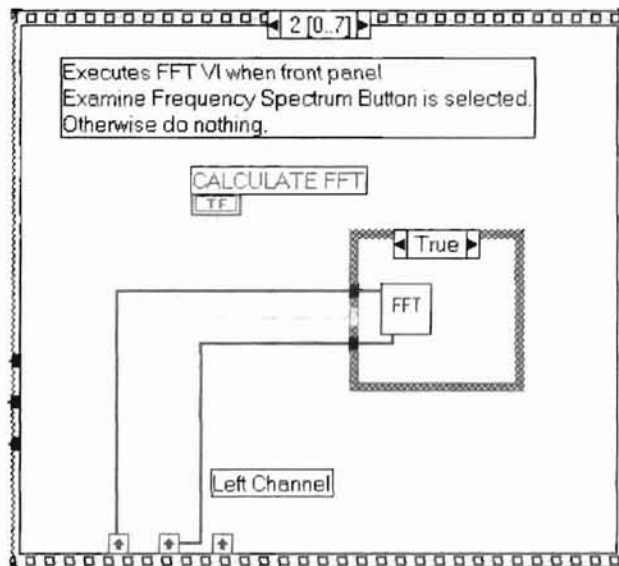 2 [0..7]
Executes FFT VI when front panel
Examine Frequency Spectrum Button is selected.
Otherwise do nothing.
CALCULATE FFT
TF
True
FFT
Left Channel